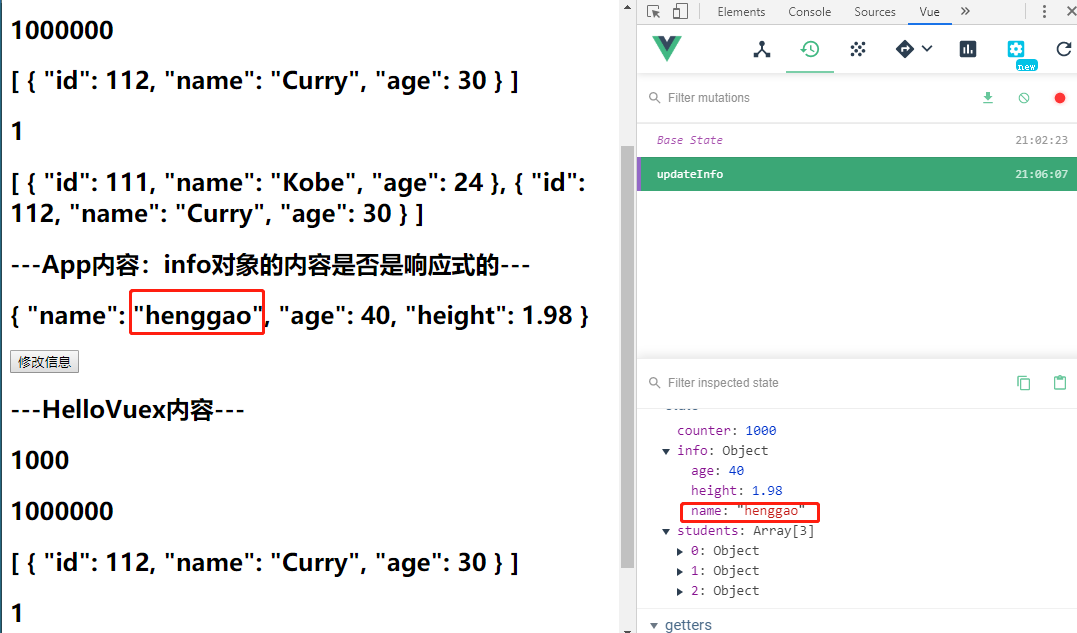 1000000
[ { "id": 112, "name": "Curry", "age": 30 } ]
1
[ { "id": 111, "name": "Kobe", "age": 24 }, { "id":
112, "name": "Curry", "age": 30 } ]
---App内容：info对象的内容是否是响应式的---
{ "name": "henggao", "age": 40, "height": 1.98 }
修改信息
---HelloVuex内容---
1000
1000000
[ { "id": 112, "name": "Curry", "age": 30 } ]
1
Elements Console Sources Vue »
new
Filter mutations
Base State 21:02:23
updateInfo 21:06:07
Filter inspected state
state
counter: 1000
info: Object
age: 40
height: 1.98
name: "henggao"
students: Array[3]
0: Object
1: Object
2: Object
getters